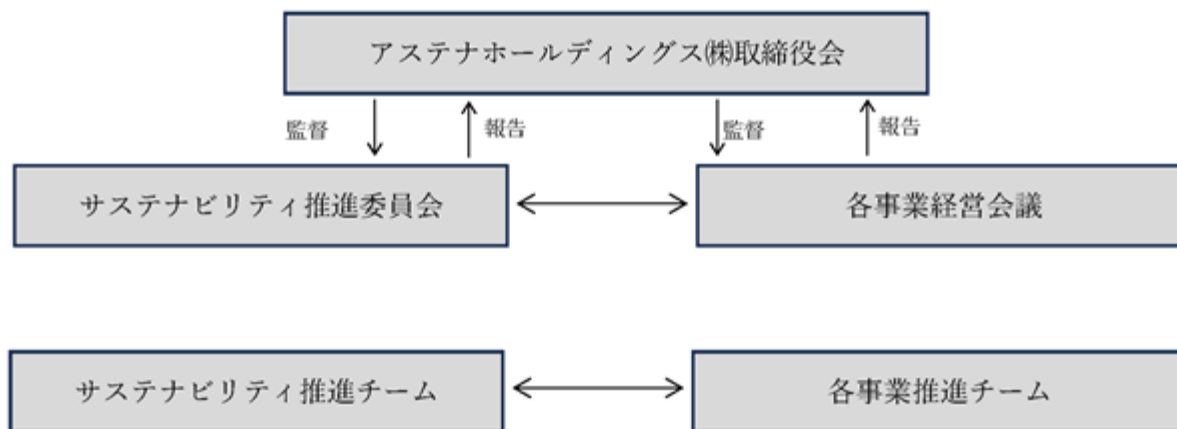 アステナホールディングス㈱取締役会
監督
報告
監督
報告
サステナビリティ推進委員会
各事業経営会議
サステナビリティ推進チーム
各事業推進チーム